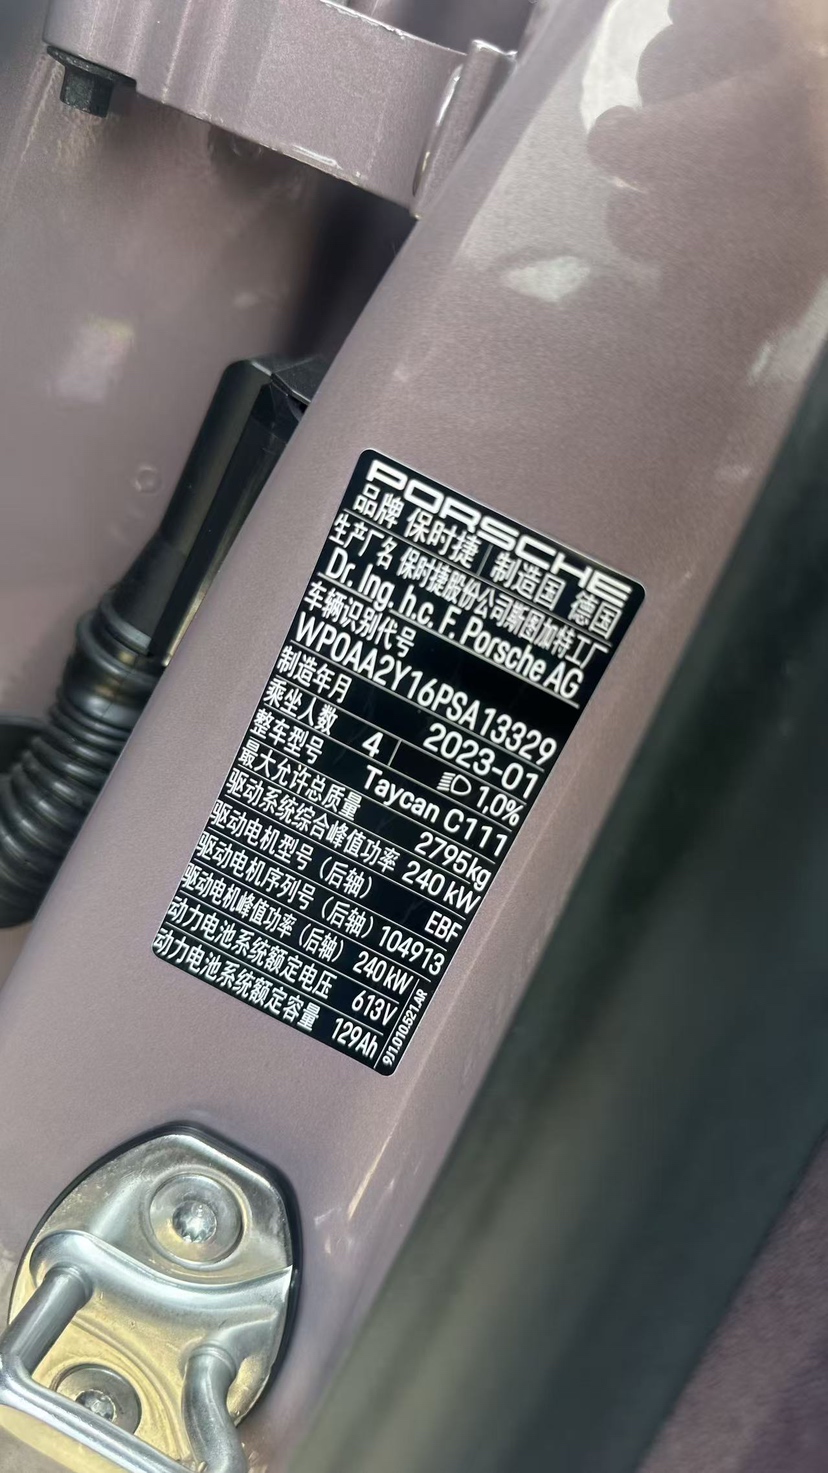 PORSCHE
品牌 保时捷 | 制造国 德国
生产厂名 保时捷股份公司斯图加特工厂
Dr. Ing. h.c. F. Porsche AG
车辆识别代号
WP0AA2Y16PSA13329
制造年月 2023-01
乘坐人数 4 | 1.0%
整车型号 Taycan C111
最大允许总质量 2795kg
驱动系统综合峰值功率 240 kW
驱动电机型号（后轴） EBF
驱动电机序列号（后轴） 104913
驱动电机峰值功率（后轴） 240 kW
动力电池系统额定电压 613V
动力电池系统额定容量 129Ah
9J1.010.621.AR